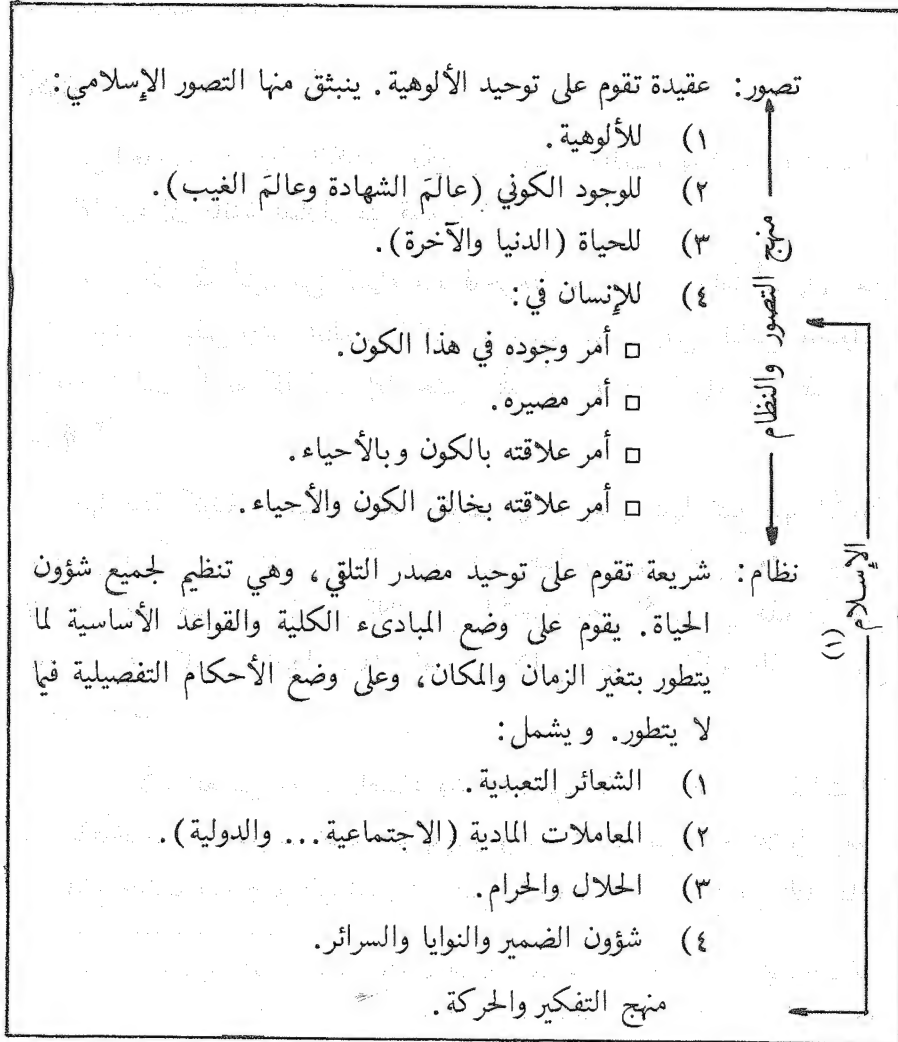 تصور: عقيدة تقوم على توحيد الألوهية. ينبثق منها التصور الإسلامي:
١) للألوهية.
٢) للوجود الكوني (عالمَ الشهادة وعالمَ الغيب).
٣) للحياة (الدنيا والآخرة).
٤) للإنسان في:
□ أمر وجوده في هذا الكون.
□ أمر مصيره.
□ أمر علاقته بالكون وبالأحياء.
□ أمر علاقته بخالق الكون والأحياء.
منهج التصور والنظام
الإسلام (١)
نظام: شريعة تقوم على توحيد مصدر التلقي، وهي تنظيم لجميع شؤون
الحياة. يقوم على وضع المبادىء الكلية والقواعد الأساسية لما
يتطور بتغير الزمان والمكان، وعلى وضع الأحكام التفصيلية فيما
لا يتطور. ويشمل:
١) الشعائر التعبدية.
٢) المعاملات المادية (الاجتماعية... والدولية).
٣) الحلال والحرام.
٤) شؤون الضمير والنوايا والسرائر.
منهج التفكير والحركة.